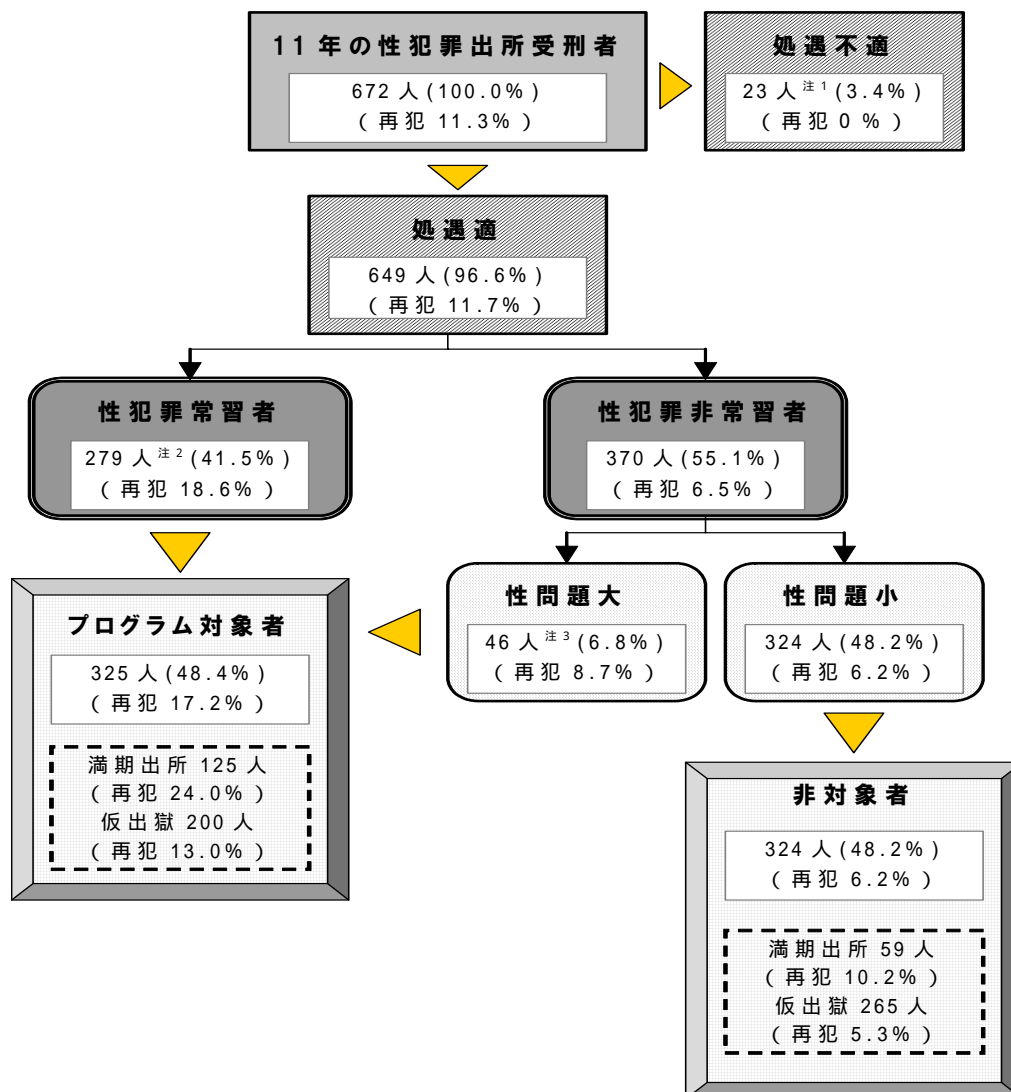 11年の性犯罪出所受刑者
672人(100.0%)
(再犯 11.3%)
処遇不適
23人注1(3.4%)
(再犯 0%)
処遇適
649人(96.6%)
(再犯 11.7%)
性犯罪常習者
279人注2(41.5%)
(再犯 18.6%)
性犯罪非常習者
370人(55.1%)
(再犯 6.5%)
性問題大
46人注3(6.8%)
(再犯 8.7%)
性問題小
324人(48.2%)
(再犯 6.2%)
プログラム対象者
325人(48.4%)
(再犯 17.2%)
満期出所 125人
(再犯 24.0%)
仮出獄 200人
(再犯 13.0%)
非対象者
324人(48.2%)
(再犯 6.2%)
満期出所 59人
(再犯 10.2%)
仮出獄 265人
(再犯 5.3%)